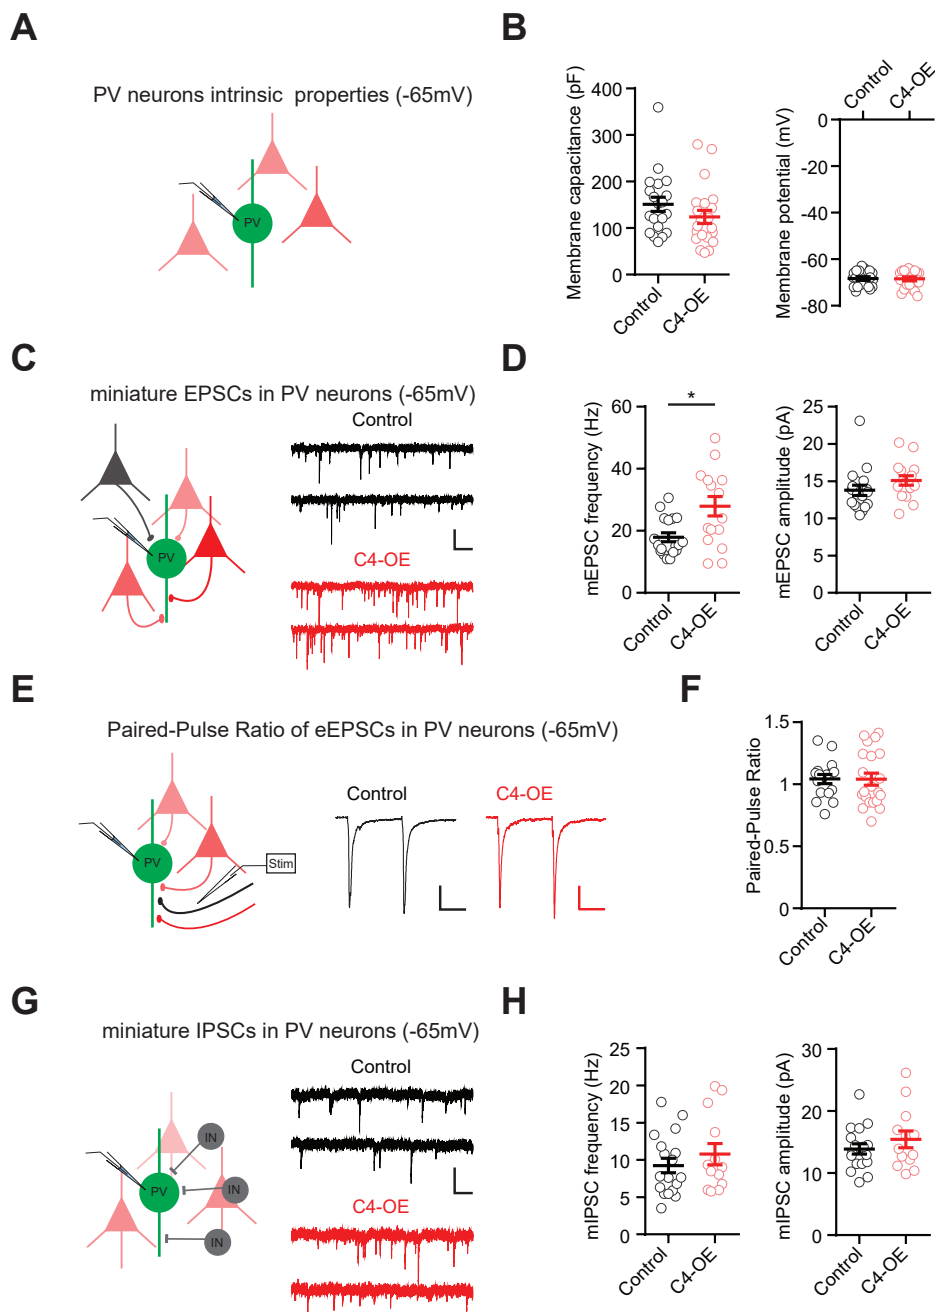 A
PV neurons intrinsic properties (-65mV)
PV
B
Membrane capacitance (pF)
400
300
200
100
0
Control
C4-OE
Membrane potential (mV)
Control
C4-OE
0
-20
-40
-60
-80
C
miniature EPSCs in PV neurons (-65mV)
Control
PV
C4-OE
D
mEPSC frequency (Hz)
60
40
20
0
Control
C4-OE
*
mEPSC amplitude (pA)
25
20
15
10
5
0
Control
C4-OE
E
Paired-Pulse Ratio of eEPSCs in PV neurons (-65mV)
PV
Stim
Control
C4-OE
F
Paired-Pulse Ratio
1.5
1
0.5
0
Control
C4-OE
G
miniature IPSCs in PV neurons (-65mV)
Control
IN
PV
IN
IN
C4-OE
H
mIPSC frequency (Hz)
25
20
15
10
5
0
Control
C4-OE
mIPSC amplitude (pA)
30
20
10
0
Control
C4-OE